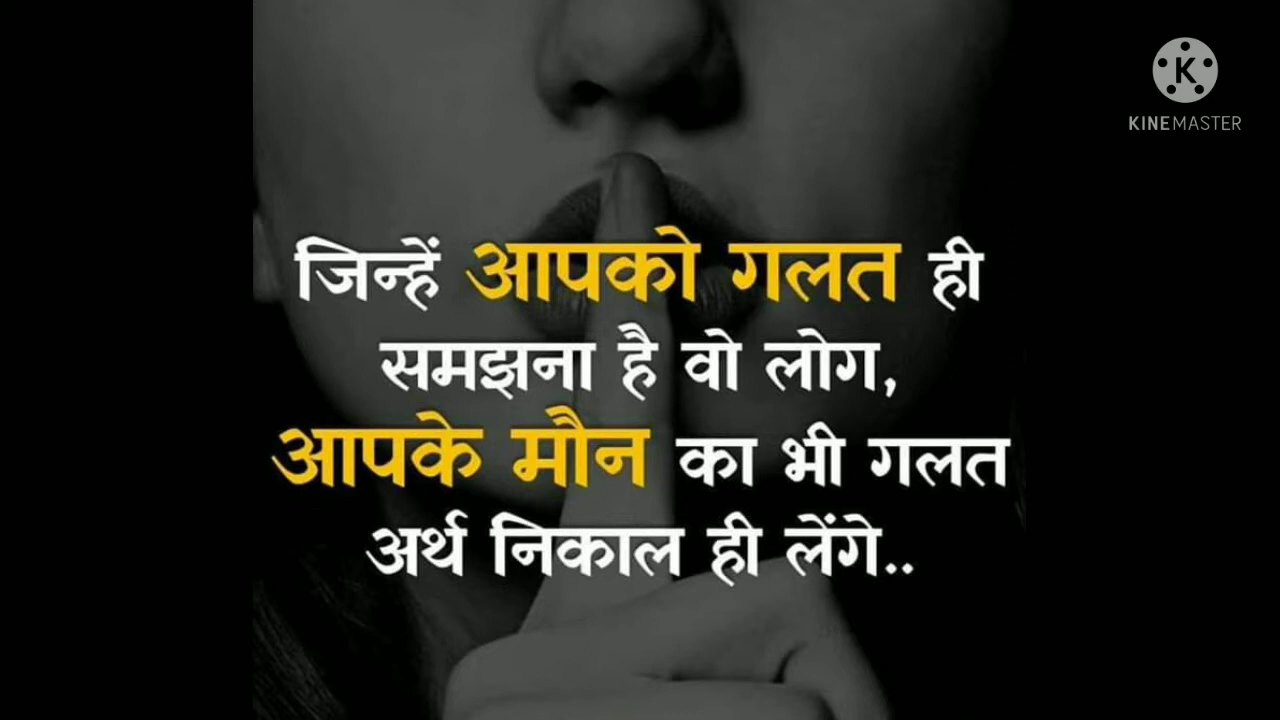 KINEMASTER
जिन्हें आपको गलत ही
समझना है वो लोग,
आपके मौन का भी गलत
अर्थ निकाल ही लेंगे..